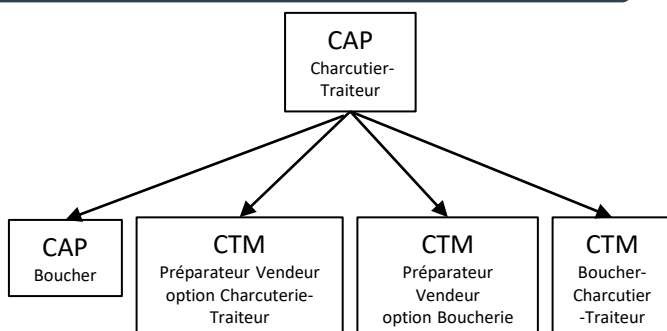 CAP
Charcutier-
Traiteur
CAP
Boucher
CTM
Préparateur Vendeur
option Charcuterie-
Traiteur
CTM
Préparateur
Vendeur
option Boucherie
CTM
Boucher-
Charcutier
-Traiteur